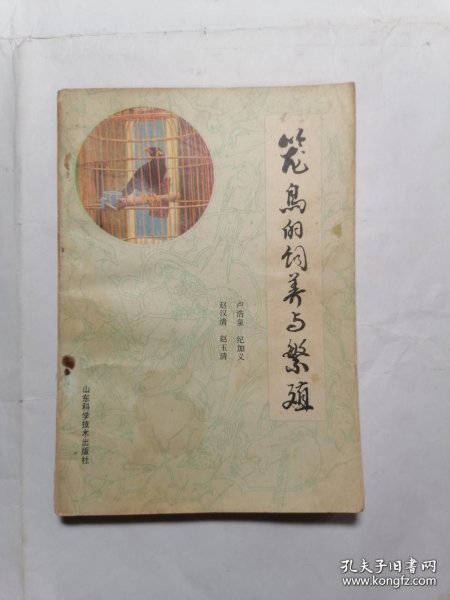 笼鸟的饲养与繁殖
卢浩泉 纪加义
赵汉清 赵玉清
山东科学技术出版社
孔夫子旧书网
www.kongfz.com